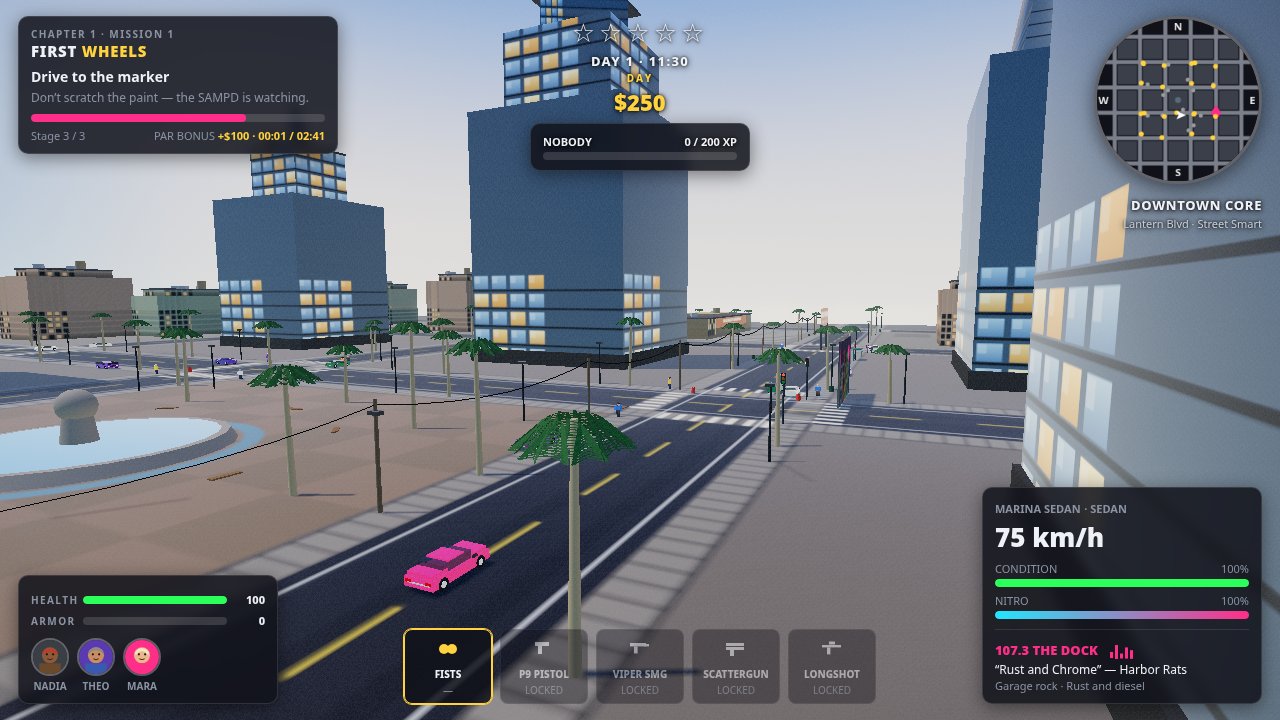 CHAPTER 1 · MISSION 1
FIRST WHEELS
Drive to the marker
Don't scratch the paint — the SAMPD is watching.
Stage 3 / 3
PAR BONUS +$100 · 00:01 / 02:41
DAY 1 · 11:30
DAY
$250
NOBODY
0 / 200 XP
N
W
E
S
DOWNTOWN CORE
Lantern Blvd · Street Smart
HEALTH 100
ARMOR 0
NADIA
THEO
MARA
FISTS
—
P9 PISTOL
LOCKED
VIPER SMG
LOCKED
SCATTERGUN
LOCKED
LONGSHOT
LOCKED
MARINA SEDAN · SEDAN
75 km/h
CONDITION 100%
NITRO 100%
107.3 THE DOCK
“Rust and Chrome” — Harbor Rats
Garage rock · Rust and diesel